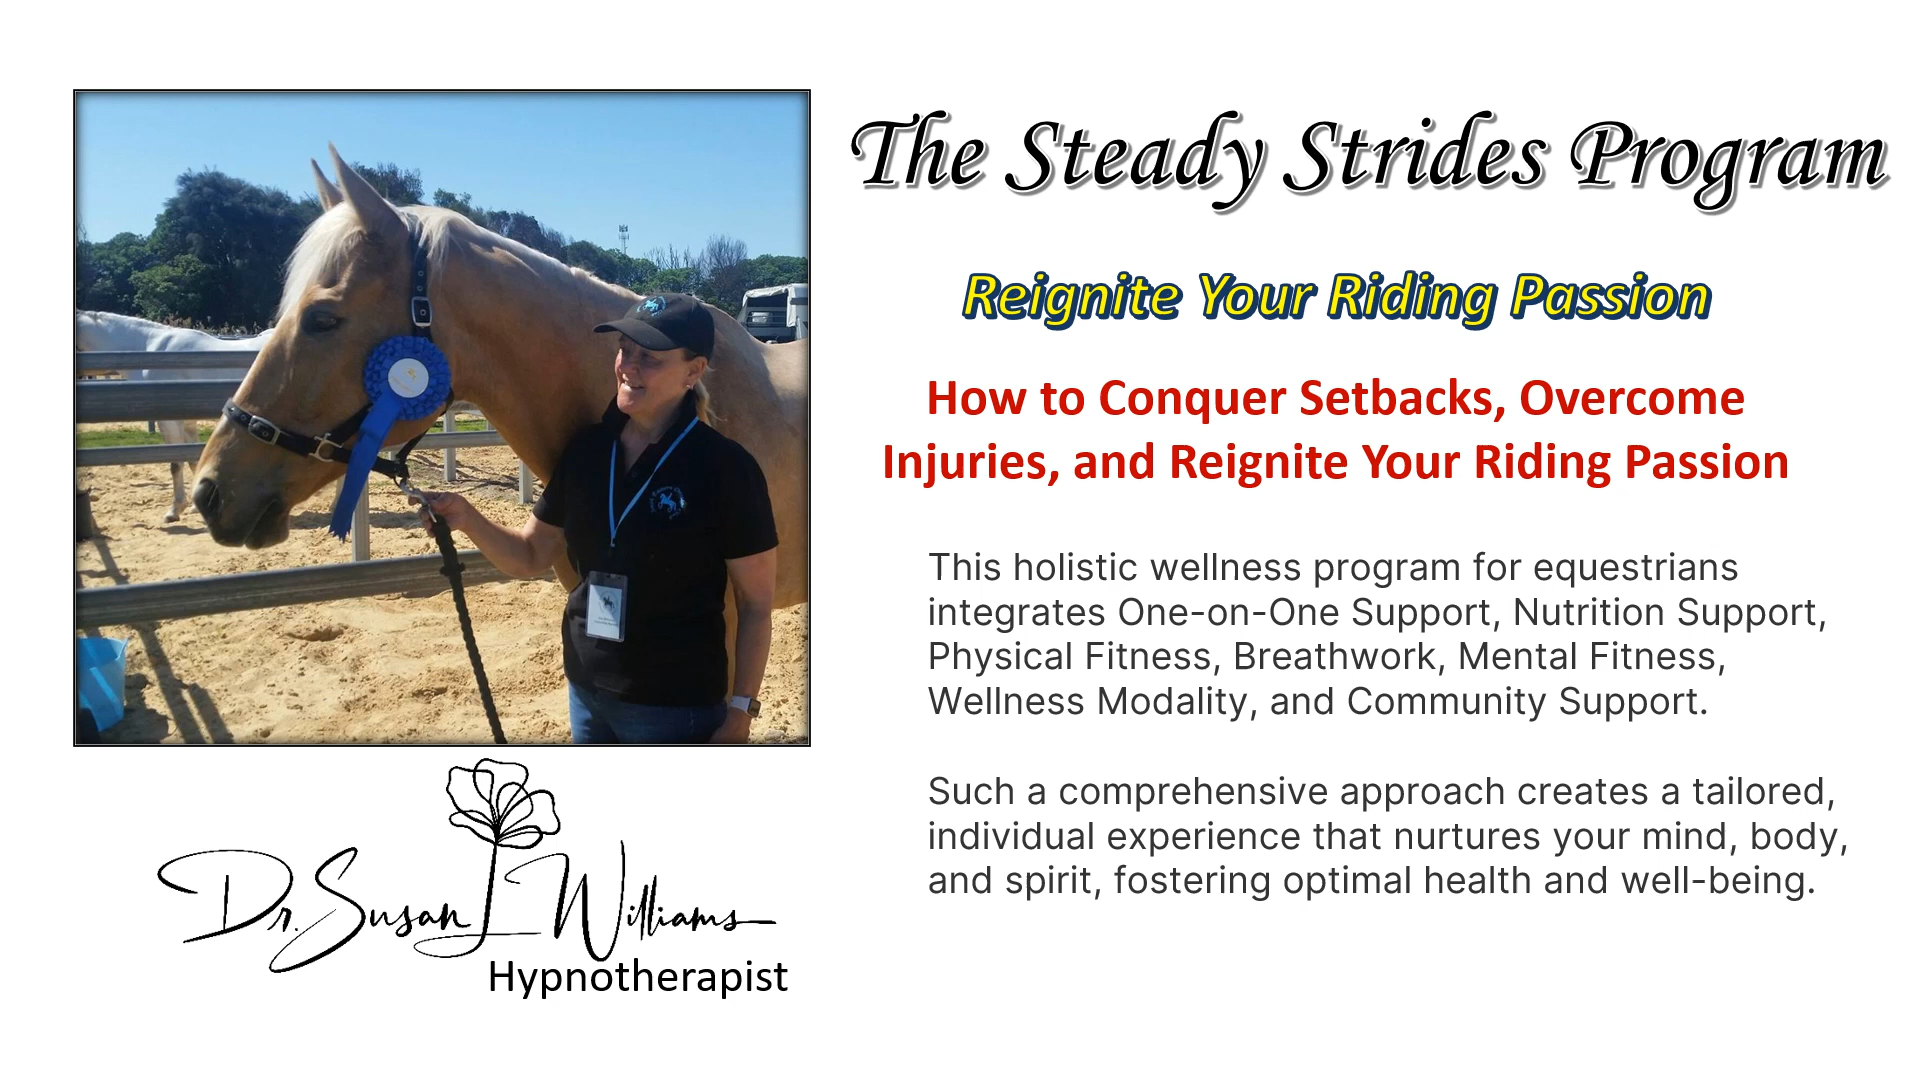 The Steady Strides Program
Reignite Your Riding Passion
How to Conquer Setbacks, Overcome
Injuries, and Reignite Your Riding Passion
This holistic wellness program for equestrians
integrates One-on-One Support, Nutrition Support,
Physical Fitness, Breathwork, Mental Fitness,
Wellness Modality, and Community Support.
Such a comprehensive approach creates a tailored,
individual experience that nurtures your mind, body,
and spirit, fostering optimal health and well-being.
Dr. Susan L Williams
Hypnotherapist